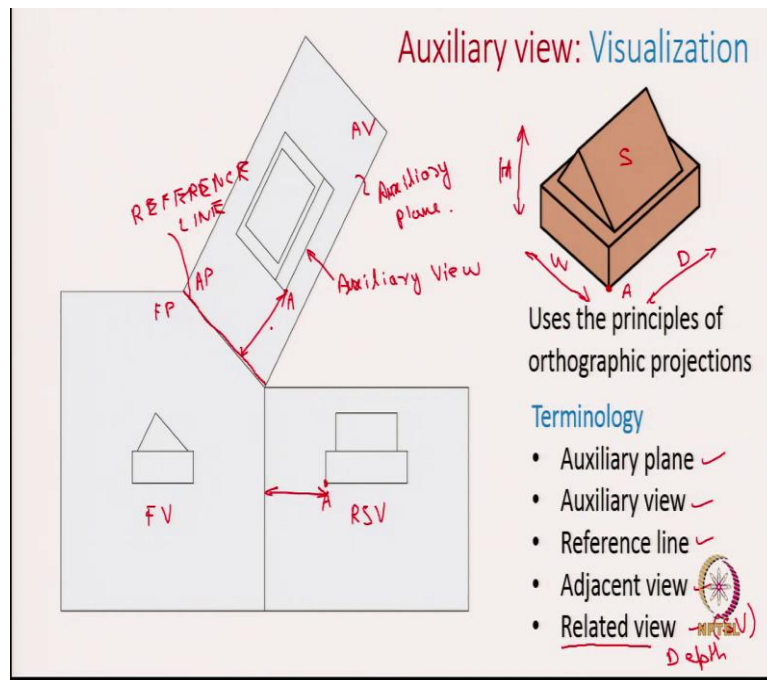 Auxiliary view: Visualization
AV
Auxiliary
plane.
REFERENCE
LINE
AP
FP
Auxiliary View
A
S
H
W
D
A
Uses the principles of
orthographic projections
Terminology
• Auxiliary plane
• Auxiliary view
• Reference line
• Adjacent view
• Related view
Depth
FV
A
RSV
NPTEL